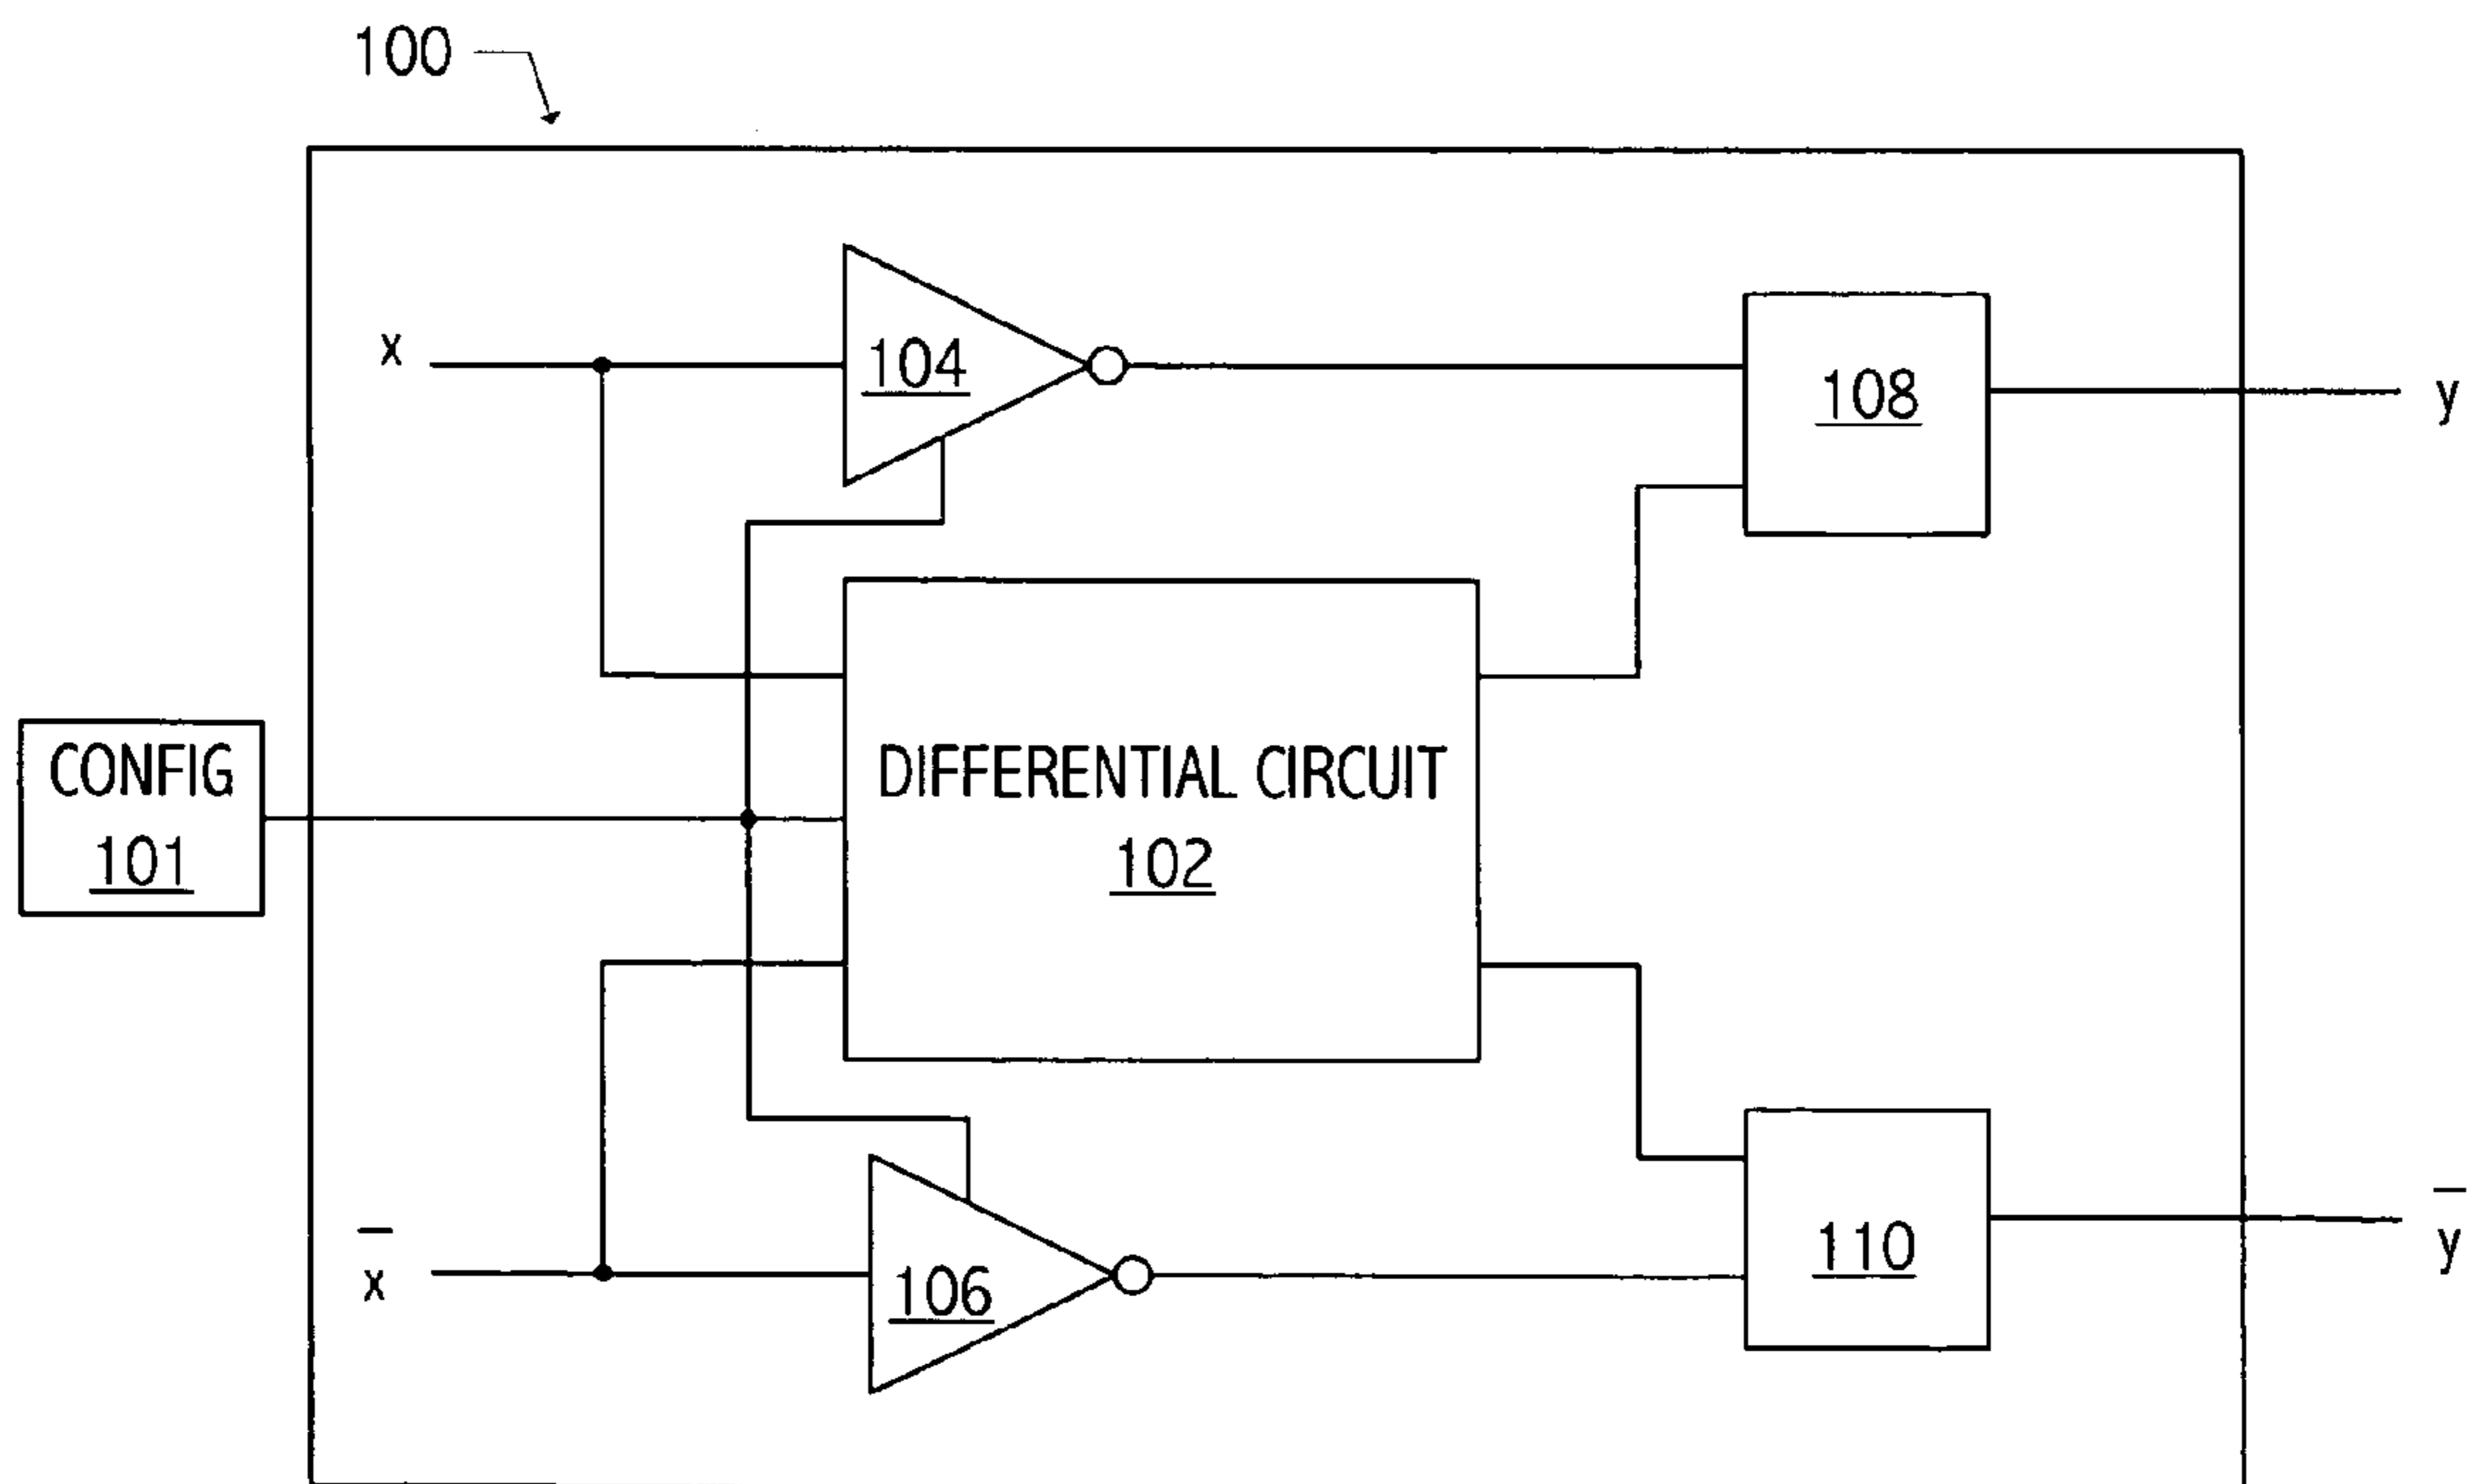 100
x
104
108
y
CONFIG
101
DIFFERENTIAL CIRCUIT
102
x̅
106
110
y̅